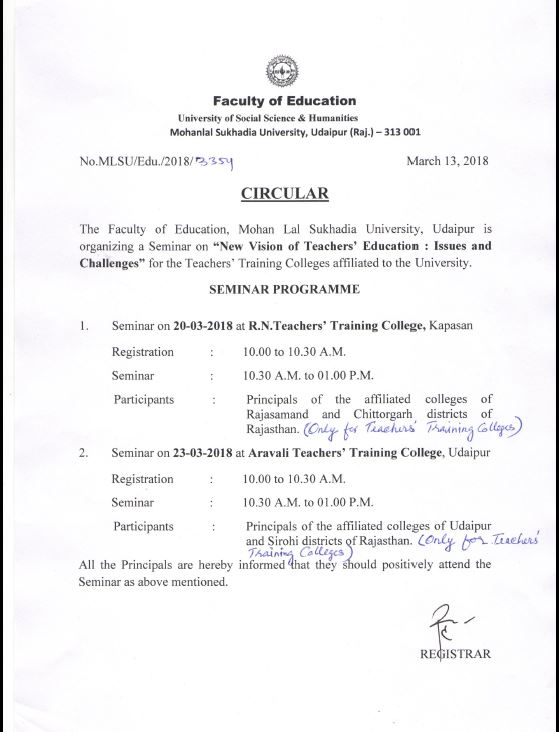 Faculty of Education
University of Social Science & Humanities
Mohanlal Sukhadia University, Udaipur (Raj.) – 313 001
No.MLSU/Edu./2018/ 3354 March 13, 2018
CIRCULAR
The Faculty of Education, Mohan Lal Sukhadia University, Udaipur is
organizing a Seminar on “New Vision of Teachers’ Education : Issues and
Challenges” for the Teachers’ Training Colleges affiliated to the University.
SEMINAR PROGRAMME
1. Seminar on 20-03-2018 at R.N.Teachers’ Training College, Kapasan
Registration : 10.00 to 10.30 A.M.
Seminar : 10.30 A.M. to 01.00 P.M.
Participants : Principals of the affiliated colleges of
Rajasamand and Chittorgarh districts of
Rajasthan. (Only for Teachers' Training Colleges)
2. Seminar on 23-03-2018 at Aravali Teachers’ Training College, Udaipur
Registration : 10.00 to 10.30 A.M.
Seminar : 10.30 A.M. to 01.00 P.M.
Participants : Principals of the affiliated colleges of Udaipur
and Sirohi districts of Rajasthan. (Only for Teachers'
Training Colleges)
All the Principals are hereby informed that they should positively attend the
Seminar as above mentioned.
REGISTRAR